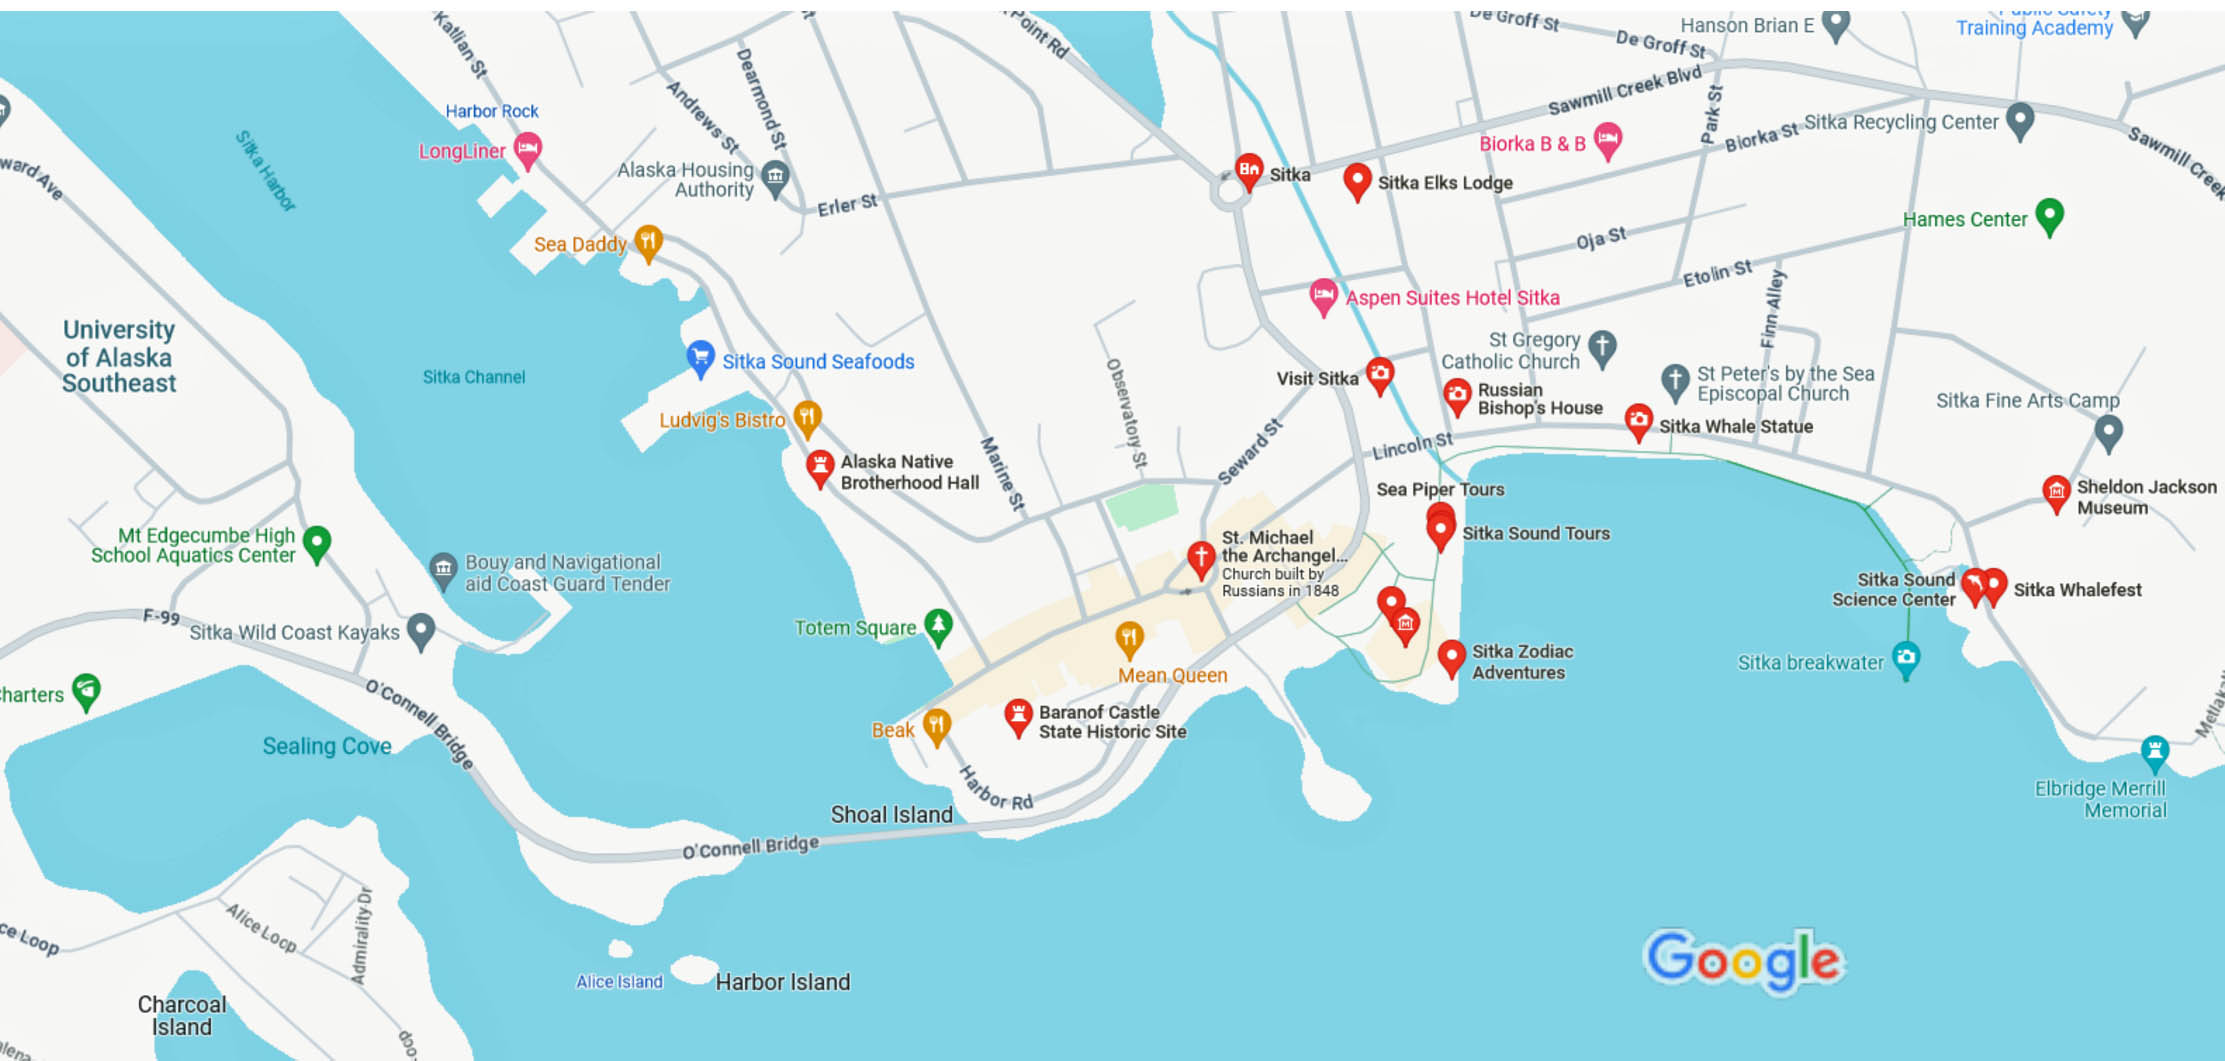 Katlian St
Point Rd
De Groff St
De Groff St
Hanson Brian E
Public Safety
Training Academy
Harbor Rock
LongLiner
Dearmond St
Andrews St
Sawmill Creek Blvd
Park St
Biorka St
Sitka Recycling Center
Sawmill Creek
Biorka B & B
Sitka Harbor
ward Ave
Alaska Housing
Authority
Erler St
Sitka
Sitka Elks Lodge
Hames Center
Sea Daddy
Oja St
Etolin St
Finn Alley
Aspen Suites Hotel Sitka
University
of Alaska
Southeast
Sitka Channel
Sitka Sound Seafoods
Observatory St
Visit Sitka
St Gregory
Catholic Church
St Peter's by the Sea
Episcopal Church
Russian
Bishop's House
Sitka Whale Statue
Sitka Fine Arts Camp
Ludvig's Bistro
Marine St
Seward St
Lincoln St
Alaska Native
Brotherhood Hall
Sea Piper Tours
Sitka Sound Tours
Sheldon Jackson
Museum
Mt Edgecumbe High
School Aquatics Center
Bouy and Navigational
aid Coast Guard Tender
St. Michael
the Archangel...
Church built by
Russians in 1848
Sitka Sound
Science Center
Sitka Whalefest
F-99
Sitka Wild Coast Kayaks
Totem Square
Mean Queen
Sitka Zodiac
Adventures
Sitka breakwater
Charters
O'Connell Bridge
Sealing Cove
Beak
Baranof Castle
State Historic Site
Harbor Rd
Shoal Island
O'Connell Bridge
Elbridge Merrill
Memorial
Alice Loop
Admiralty Dr
ce Loop
Alice Island
Harbor Island
Charcoal
Island
oop
Google